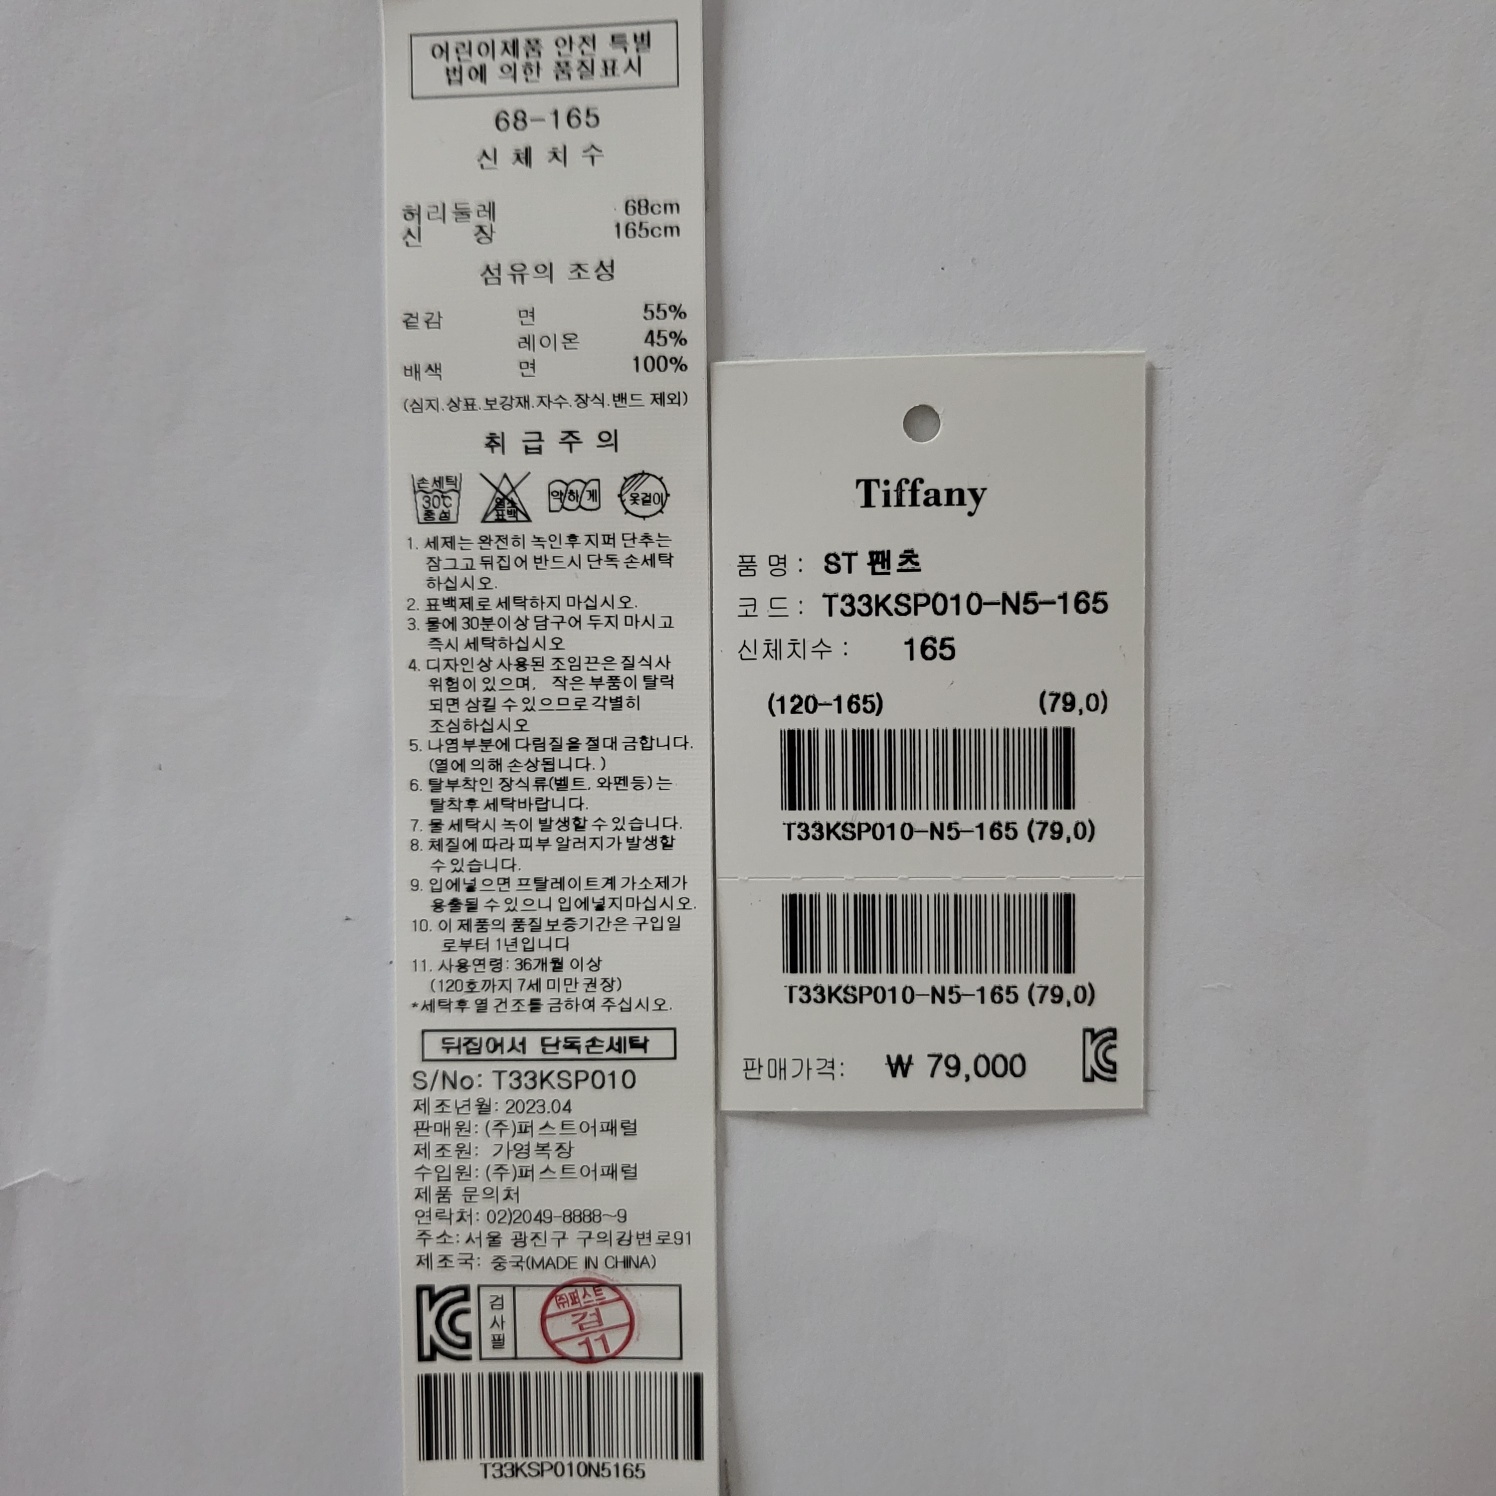 어린이제품 안전 특별
법에 의한 품질표시
68-165
신 체 치 수
허리둘레 68cm
신 장 165cm
섬유의 조성
겉감 면 55%
레이온 45%
배색 면 100%
(심지.상표.보강재.자수.장식.밴드 제외)
취 급 주 의
손세탁 30℃ 중성
염소 표백
약하게
옷걸이
1. 세제는 완전히 녹인후 지퍼 단추는
잠그고 뒤집어 반드시 단독 손세탁
하십시오.
2. 표백제로 세탁하지 마십시오.
3. 물에 30분이상 담구어 두지 마시고
즉시 세탁하십시오
4. 디자인상 사용된 조임끈은 질식사
위험이 있으며, 작은 부품이 탈락
되면 삼킬 수 있으므로 각별히
조심하십시오
5. 나염부분에 다림질을 절대 금합니다.
(열에 의해 손상됩니다.)
6. 탈부착인 장식류(벨트, 와펜등)는
탈착후 세탁바랍니다.
7. 물 세탁시 녹이 발생할 수 있습니다.
8. 체질에 따라 피부 알러지가 발생할
수 있습니다.
9. 입에넣으면 프탈레이트계 가소제가
용출될 수 있으니 입에넣지마십시오.
10. 이 제품의 품질보증기간은 구입일
로부터 1년입니다
11. 사용연령: 36개월 이상
(120호까지 7세 미만 권장)
*세탁후 열 건조를 금하여 주십시오.
뒤집어서 단독손세탁
S/No: T33KSP010
제조년월: 2023.04
판매원: (주)퍼스트어패럴
제조원: 가영복장
수입원: (주)퍼스트어패럴
제품 문의처
연락처: 02)2049-8888~9
주소: 서울 광진구 구의강변로91
제조국: 중국(MADE IN CHINA)
KC 검사필
㈜퍼스트
검
11
T33KSP010N5165
Tiffany
품 명 : ST 팬츠
코 드 : T33KSP010-N5-165
신체치수 : 165
(120-165) (79,0)
T33KSP010-N5-165 (79,0)
T33KSP010-N5-165 (79,0)
판매가격: ₩ 79,000 KC